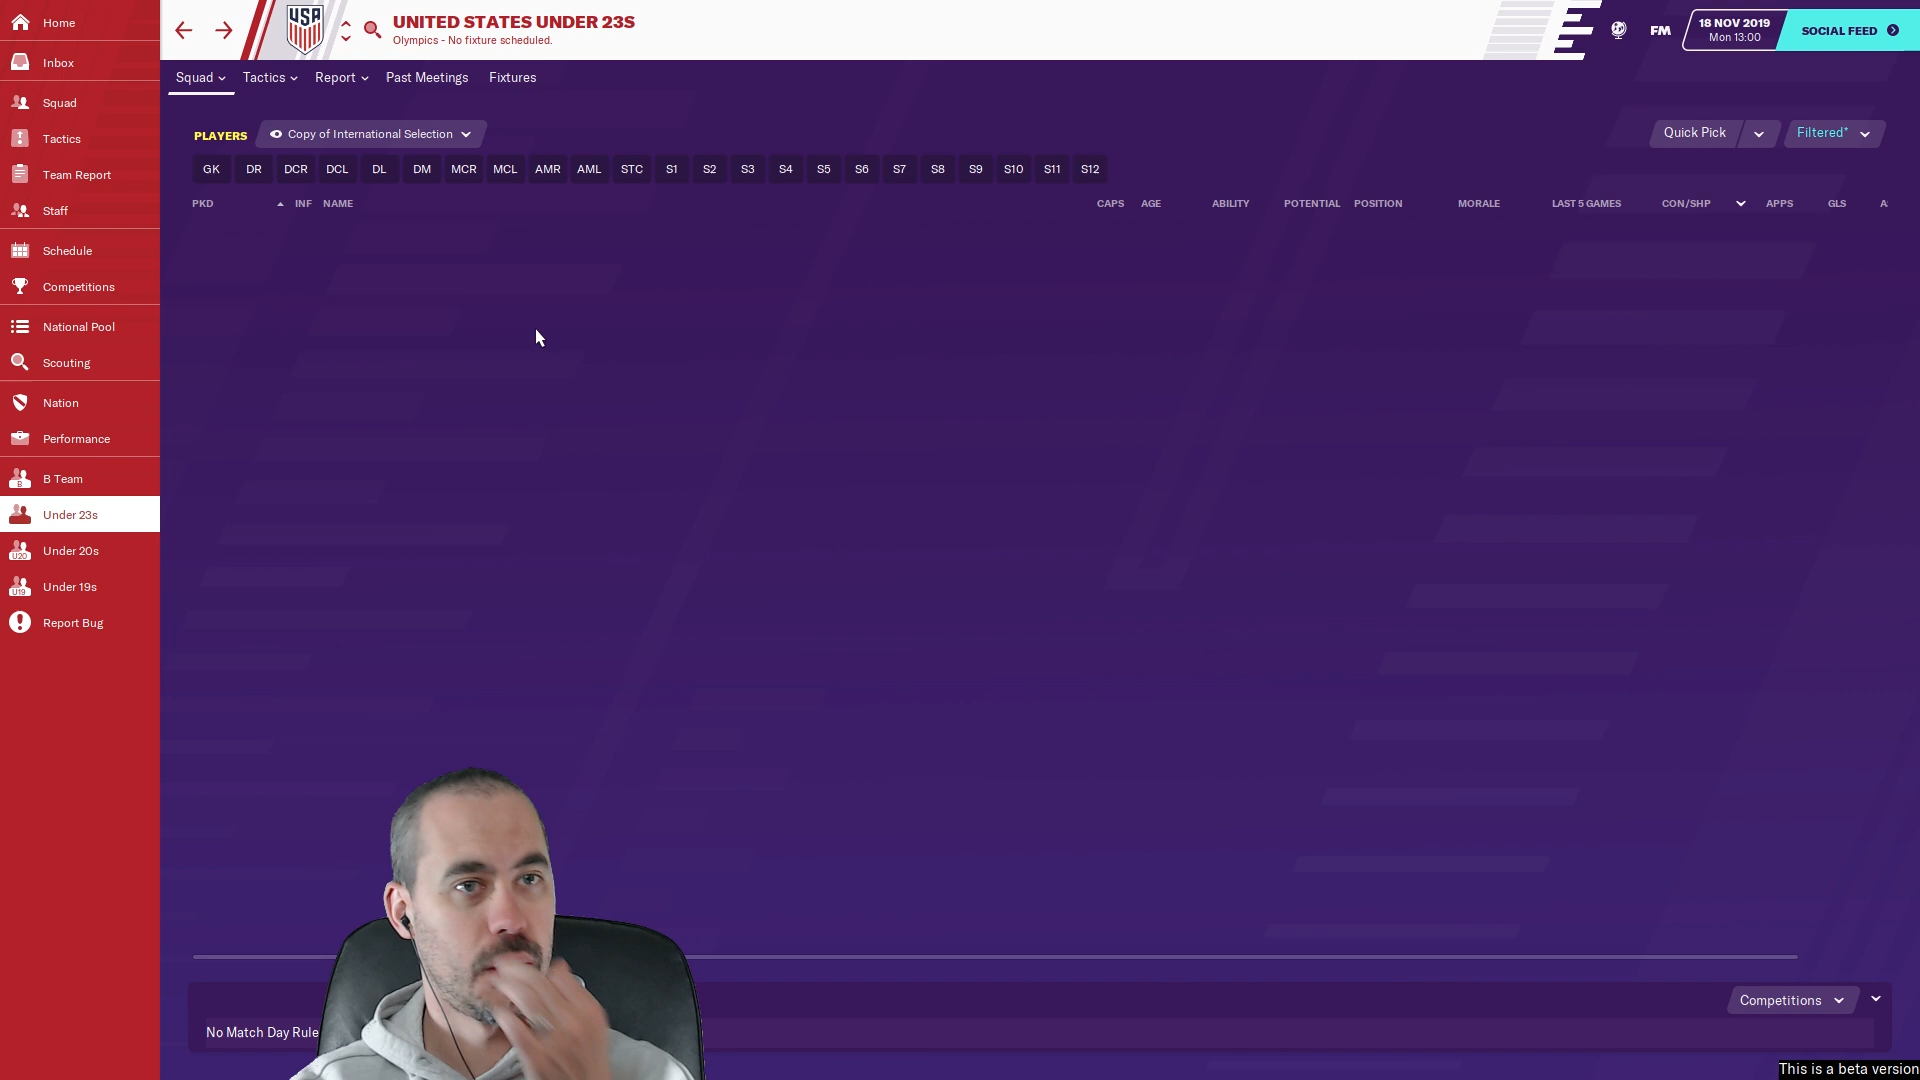 Home
Inbox
Squad
Tactics
Team Report
Staff
Schedule
Competitions
National Pool
Scouting
Nation
Performance
B
B Team
Under 23s
U20
Under 20s
U19
Under 19s
Report Bug
USA
UNITED STATES UNDER 23S
Olympics - No fixture scheduled.
FM
18 NOV 2019
Mon 13:00
SOCIAL FEED
Squad Tactics Report Past Meetings Fixtures
PLAYERS Copy of International Selection
Quick Pick Filtered*
GK DR DCR DCL DL DM MCR MCL AMR AML STC S1 S2 S3 S4 S5 S6 S7 S8 S9 S10 S11 S12
PKD INF NAME CAPS AGE ABILITY POTENTIAL POSITION MORALE LAST 5 GAMES CON/SHP APPS GLS A
Competitions
No Match Day Rule
This is a beta version